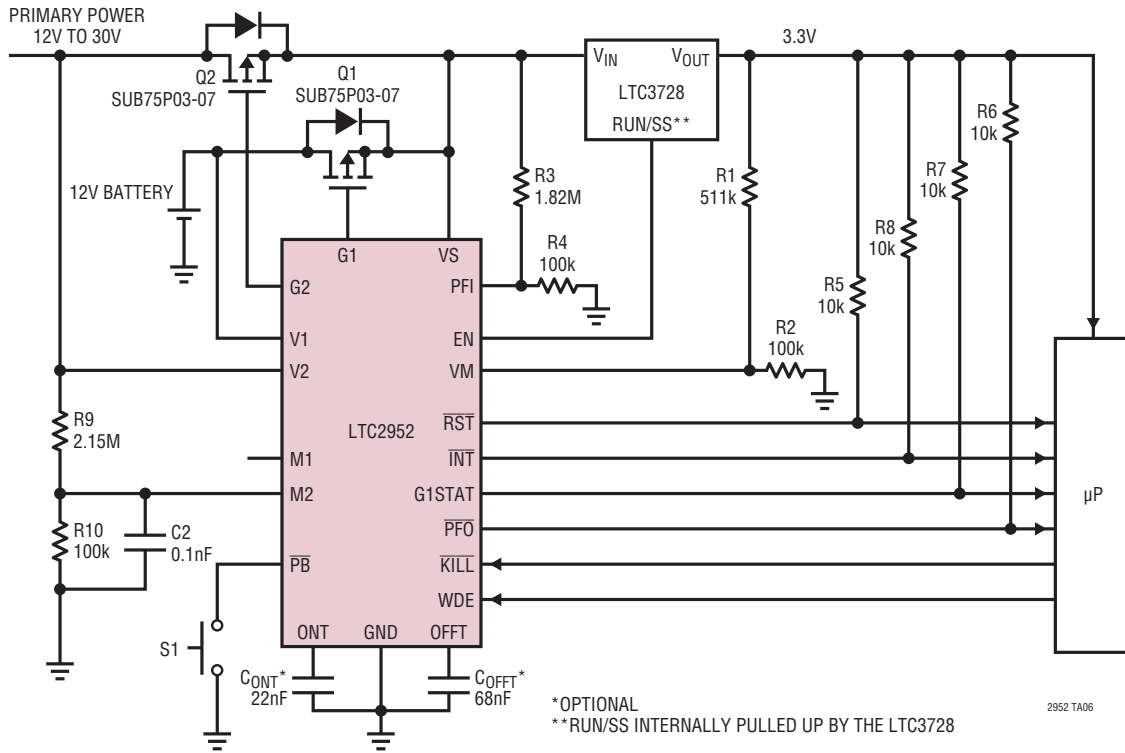 PRIMARY POWER
12V TO 30V
Q2
SUB75P03-07
Q1
SUB75P03-07
12V BATTERY
VIN
VOUT
LTC3728
RUN/SS**
3.3V
R3
1.82M
R4
100k
R1
511k
R2
100k
R5
10k
R8
10k
R7
10k
R6
10k
G1
VS
G2
V1
V2
M1
M2
PB
LTC2952
PFI
EN
VM
RST
INT
G1STAT
PFO
KILL
WDE
ONT
GND
OFFT
µP
R9
2.15M
R10
100k
C2
0.1nF
S1
CONT*
22nF
COFFT*
68nF
*OPTIONAL
**RUN/SS INTERNALLY PULLED UP BY THE LTC3728
2952 TA06